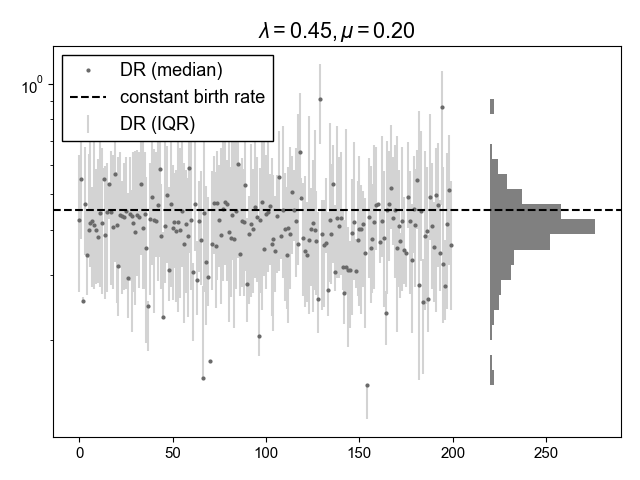 λ = 0.45, μ = 0.20
10⁰
DR (median)
constant birth rate
DR (IQR)
0 50 100 150 200 250